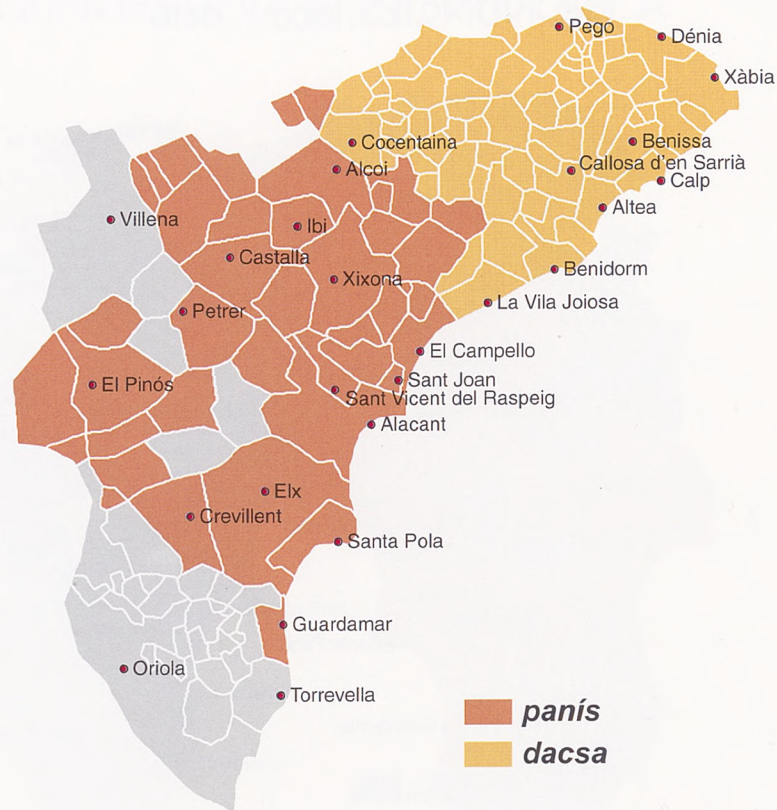 Pego
Dénia
Xàbia
Cocentaina
Benissa
Alcoi
Callosa d'en Sarrià
Calp
Altea
Villena
Ibi
Castalla
Benidorm
Xixona
La Vila Joiosa
Petrer
El Campello
El Pinós
Sant Joan
Sant Vicent del Raspeig
Alacant
Elx
Crevillent
Santa Pola
Guardamar
Oriola
Torrevella
panís
dacsa